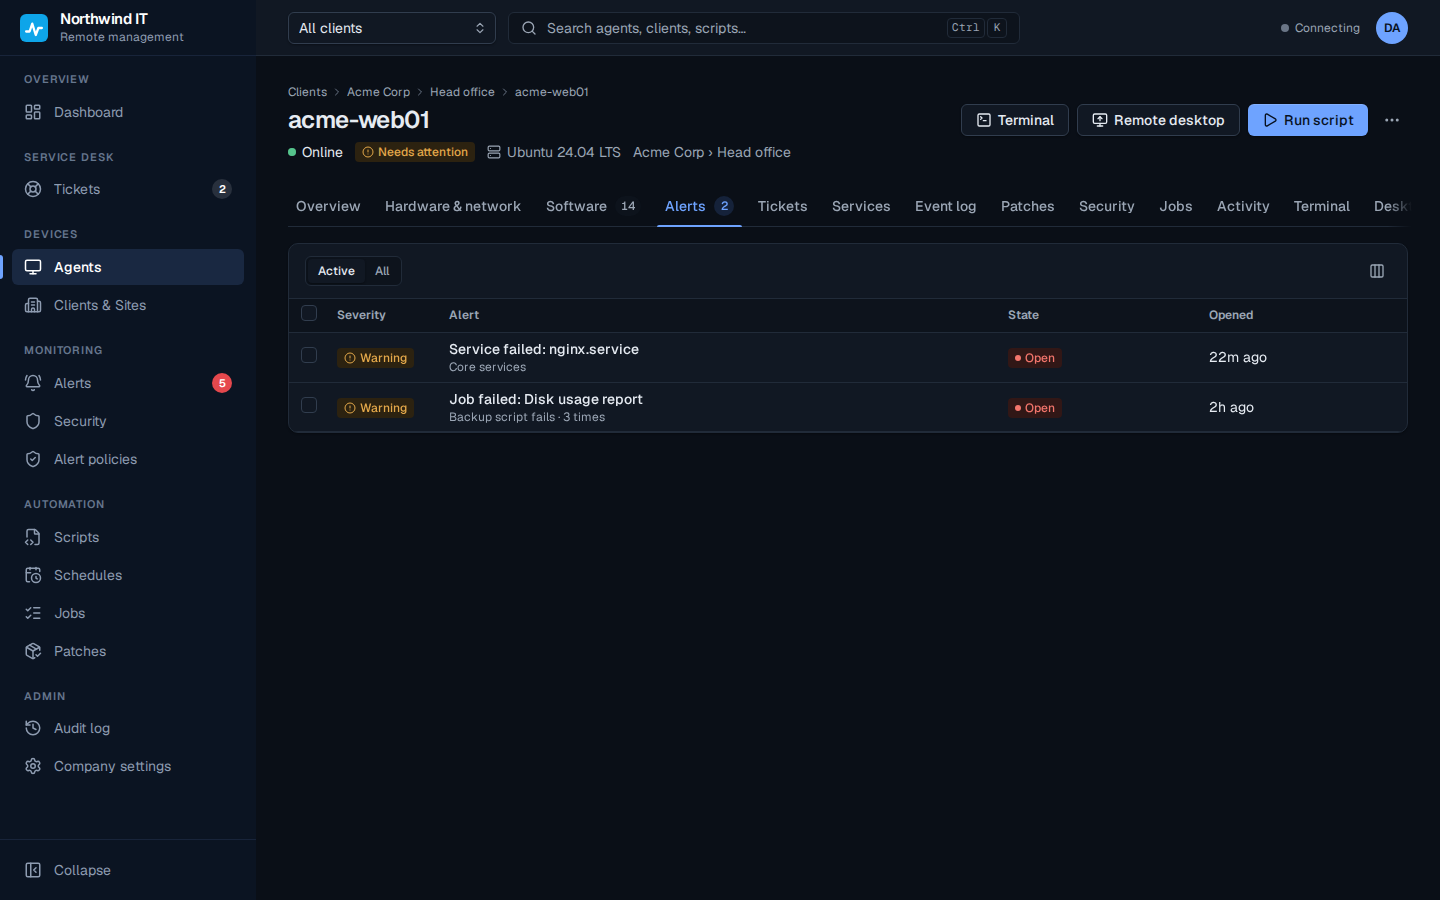 Northwind IT
Remote management
All clients
Search agents, clients, scripts...
Ctrl K
Connecting
DA
OVERVIEW
Dashboard
SERVICE DESK
Tickets 2
DEVICES
Agents
Clients & Sites
MONITORING
Alerts 5
Security
Alert policies
AUTOMATION
Scripts
Schedules
Jobs
Patches
ADMIN
Audit log
Company settings
Collapse
Clients > Acme Corp > Head office > acme-web01
acme-web01
Terminal
Remote desktop
Run script
Online Needs attention Ubuntu 24.04 LTS Acme Corp › Head office
Overview Hardware & network Software 14 Alerts 2 Tickets Services Event log Patches Security Jobs Activity Terminal Desk
Active All
Severity Alert State Opened
Warning Service failed: nginx.service Open 22m ago
Core services
Warning Job failed: Disk usage report Open 2h ago
Backup script fails · 3 times